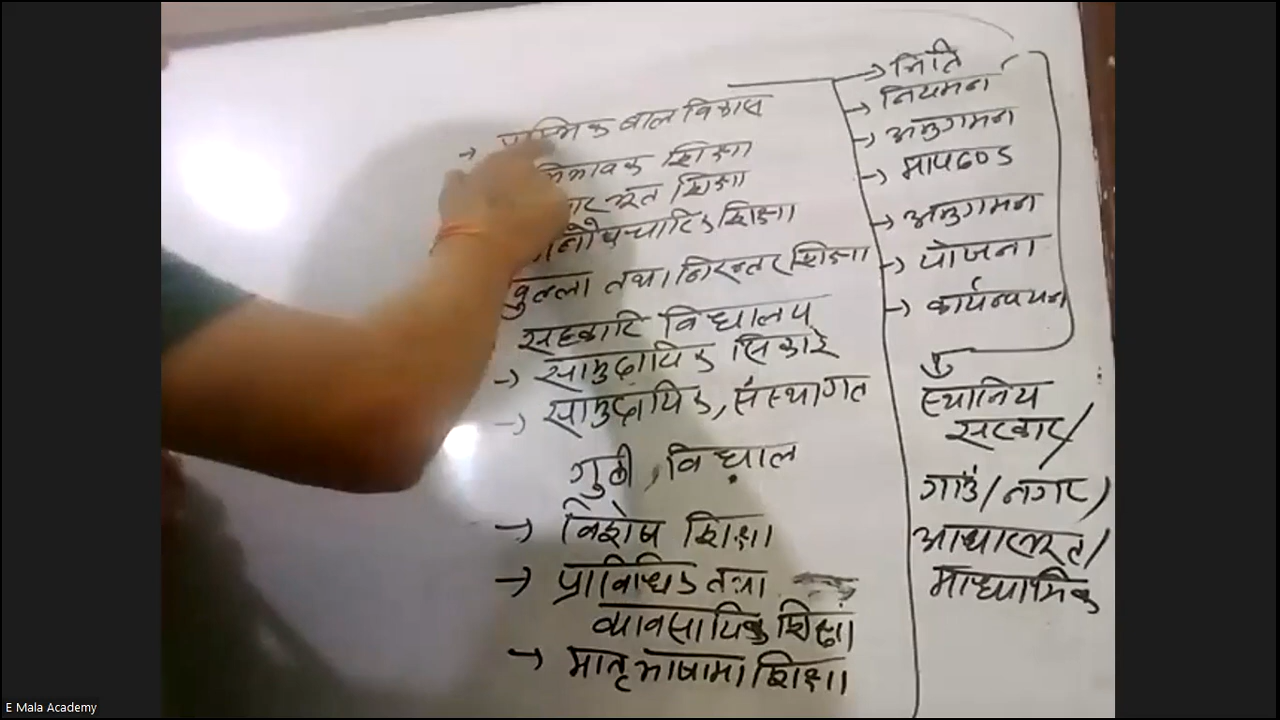 → बाल विकास
शिक्षा
शिक्षा
शिक्षा
तथा निरन्तर शिक्षा
सहकारि विद्यालय
→ सामुदायिक सिकाई
→ सामुदायिक, संस्थागत
गुठी, विद्याल
→ विशेष शिक्षा
→ प्राविधिक तथा
व्यावसायिक शिक्षा
→ मातृभाषामा शिक्षा
→ निति
→ नियमन
→ अनुगमन
→ मापदण्ड
→ अनुगमन
→ योजना
→ कार्यन्वयन
स्थानिय
सरकार/
गाउँ/नगर)
आधारभूत/
माध्यामिक
E Mala Academy